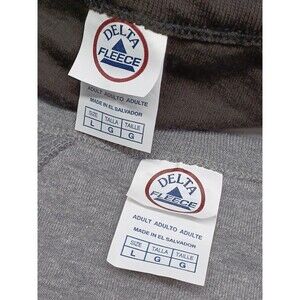 DELTA
FLEECE
ADULT ADULTO ADULTE
MADE IN EL SALVADOR
SIZE TALLA TAILLE
L G G
DELTA
FLEECE
ADULT ADULTO ADULTE
MADE IN EL SALVADOR
SIZE TALLA TAILLE
L G G